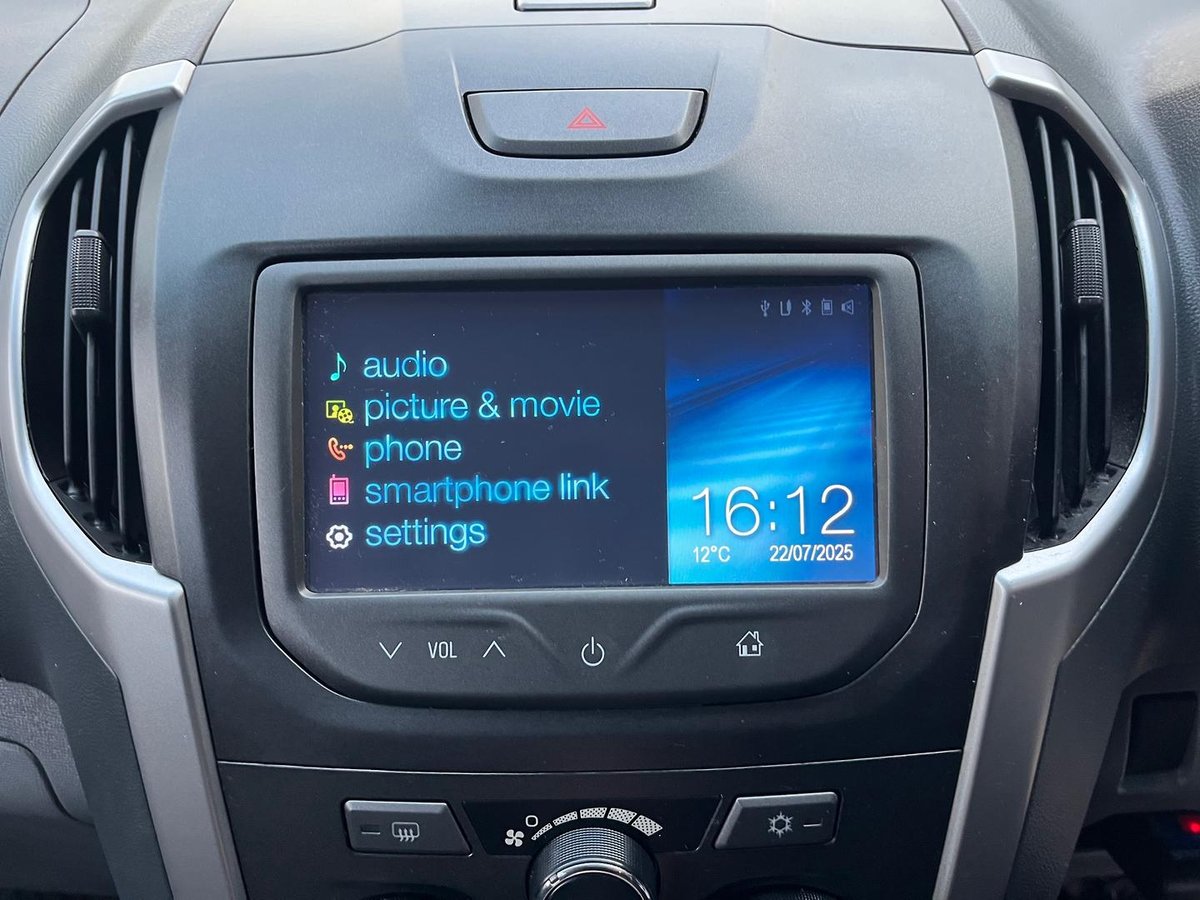 audio
picture & movie
phone
smartphone link
settings
16:12
12°C 22/07/2025
VOL